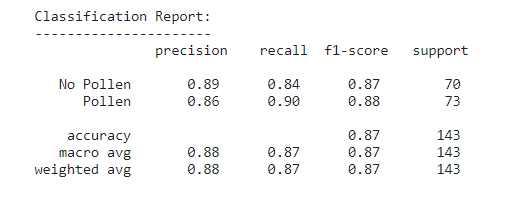 Classification Report:
----------------------
precision recall f1-score support
No Pollen 0.89 0.84 0.87 70
Pollen 0.86 0.90 0.88 73
accuracy 0.87 143
macro avg 0.88 0.87 0.87 143
weighted avg 0.88 0.87 0.87 143